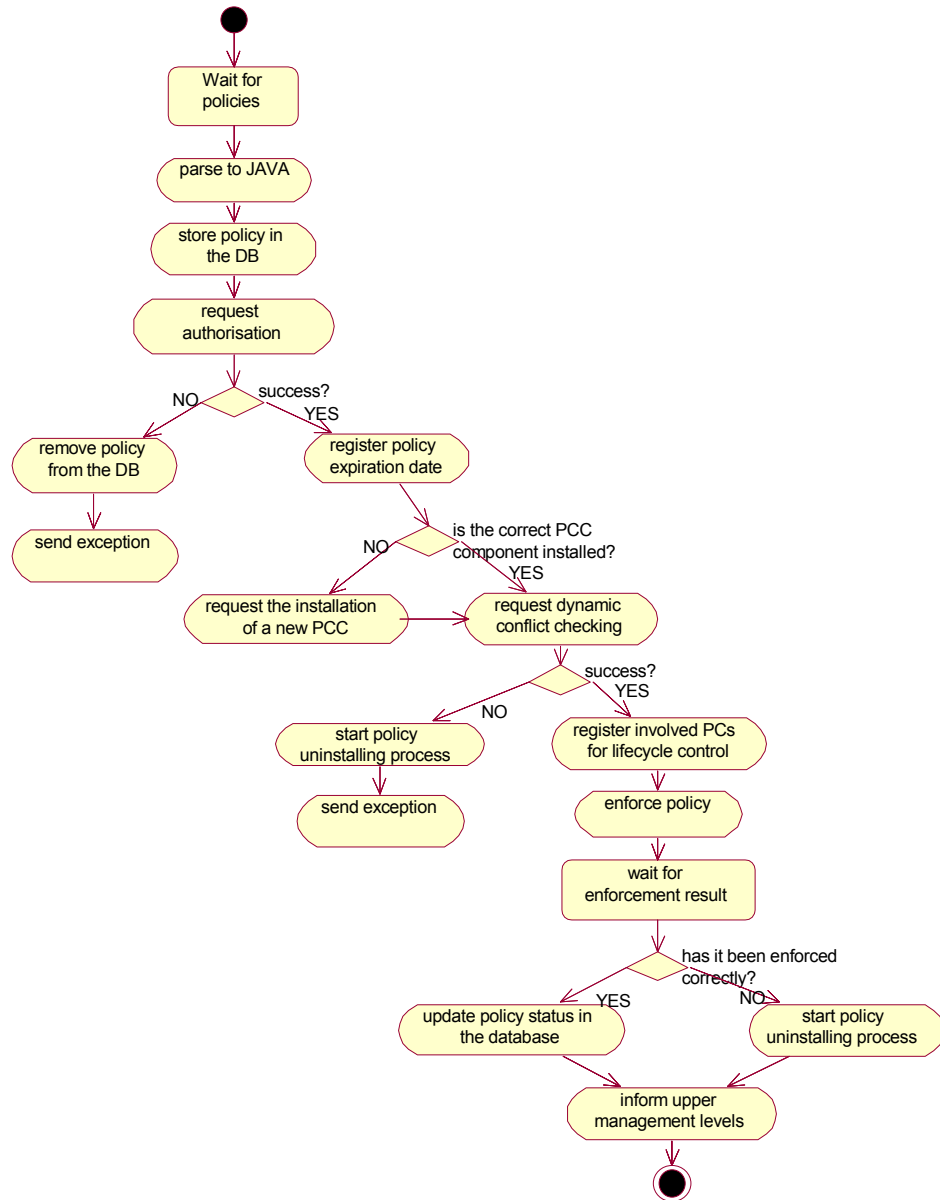 Wait for
policies
parse to JAVA
store policy in
the DB
request
authorisation
success?
NO
YES
remove policy
from the DB
register policy
expiration date
send exception
is the correct PCC
component installed?
NO
YES
request the installation
of a new PCC
request dynamic
conflict checking
success?
YES
NO
start policy
uninstalling process
register involved PCs
for lifecycle control
send exception
enforce policy
wait for
enforcement result
has it been enforced
correctly?
YES
NO
update policy status in
the database
start policy
uninstalling process
inform upper
management levels